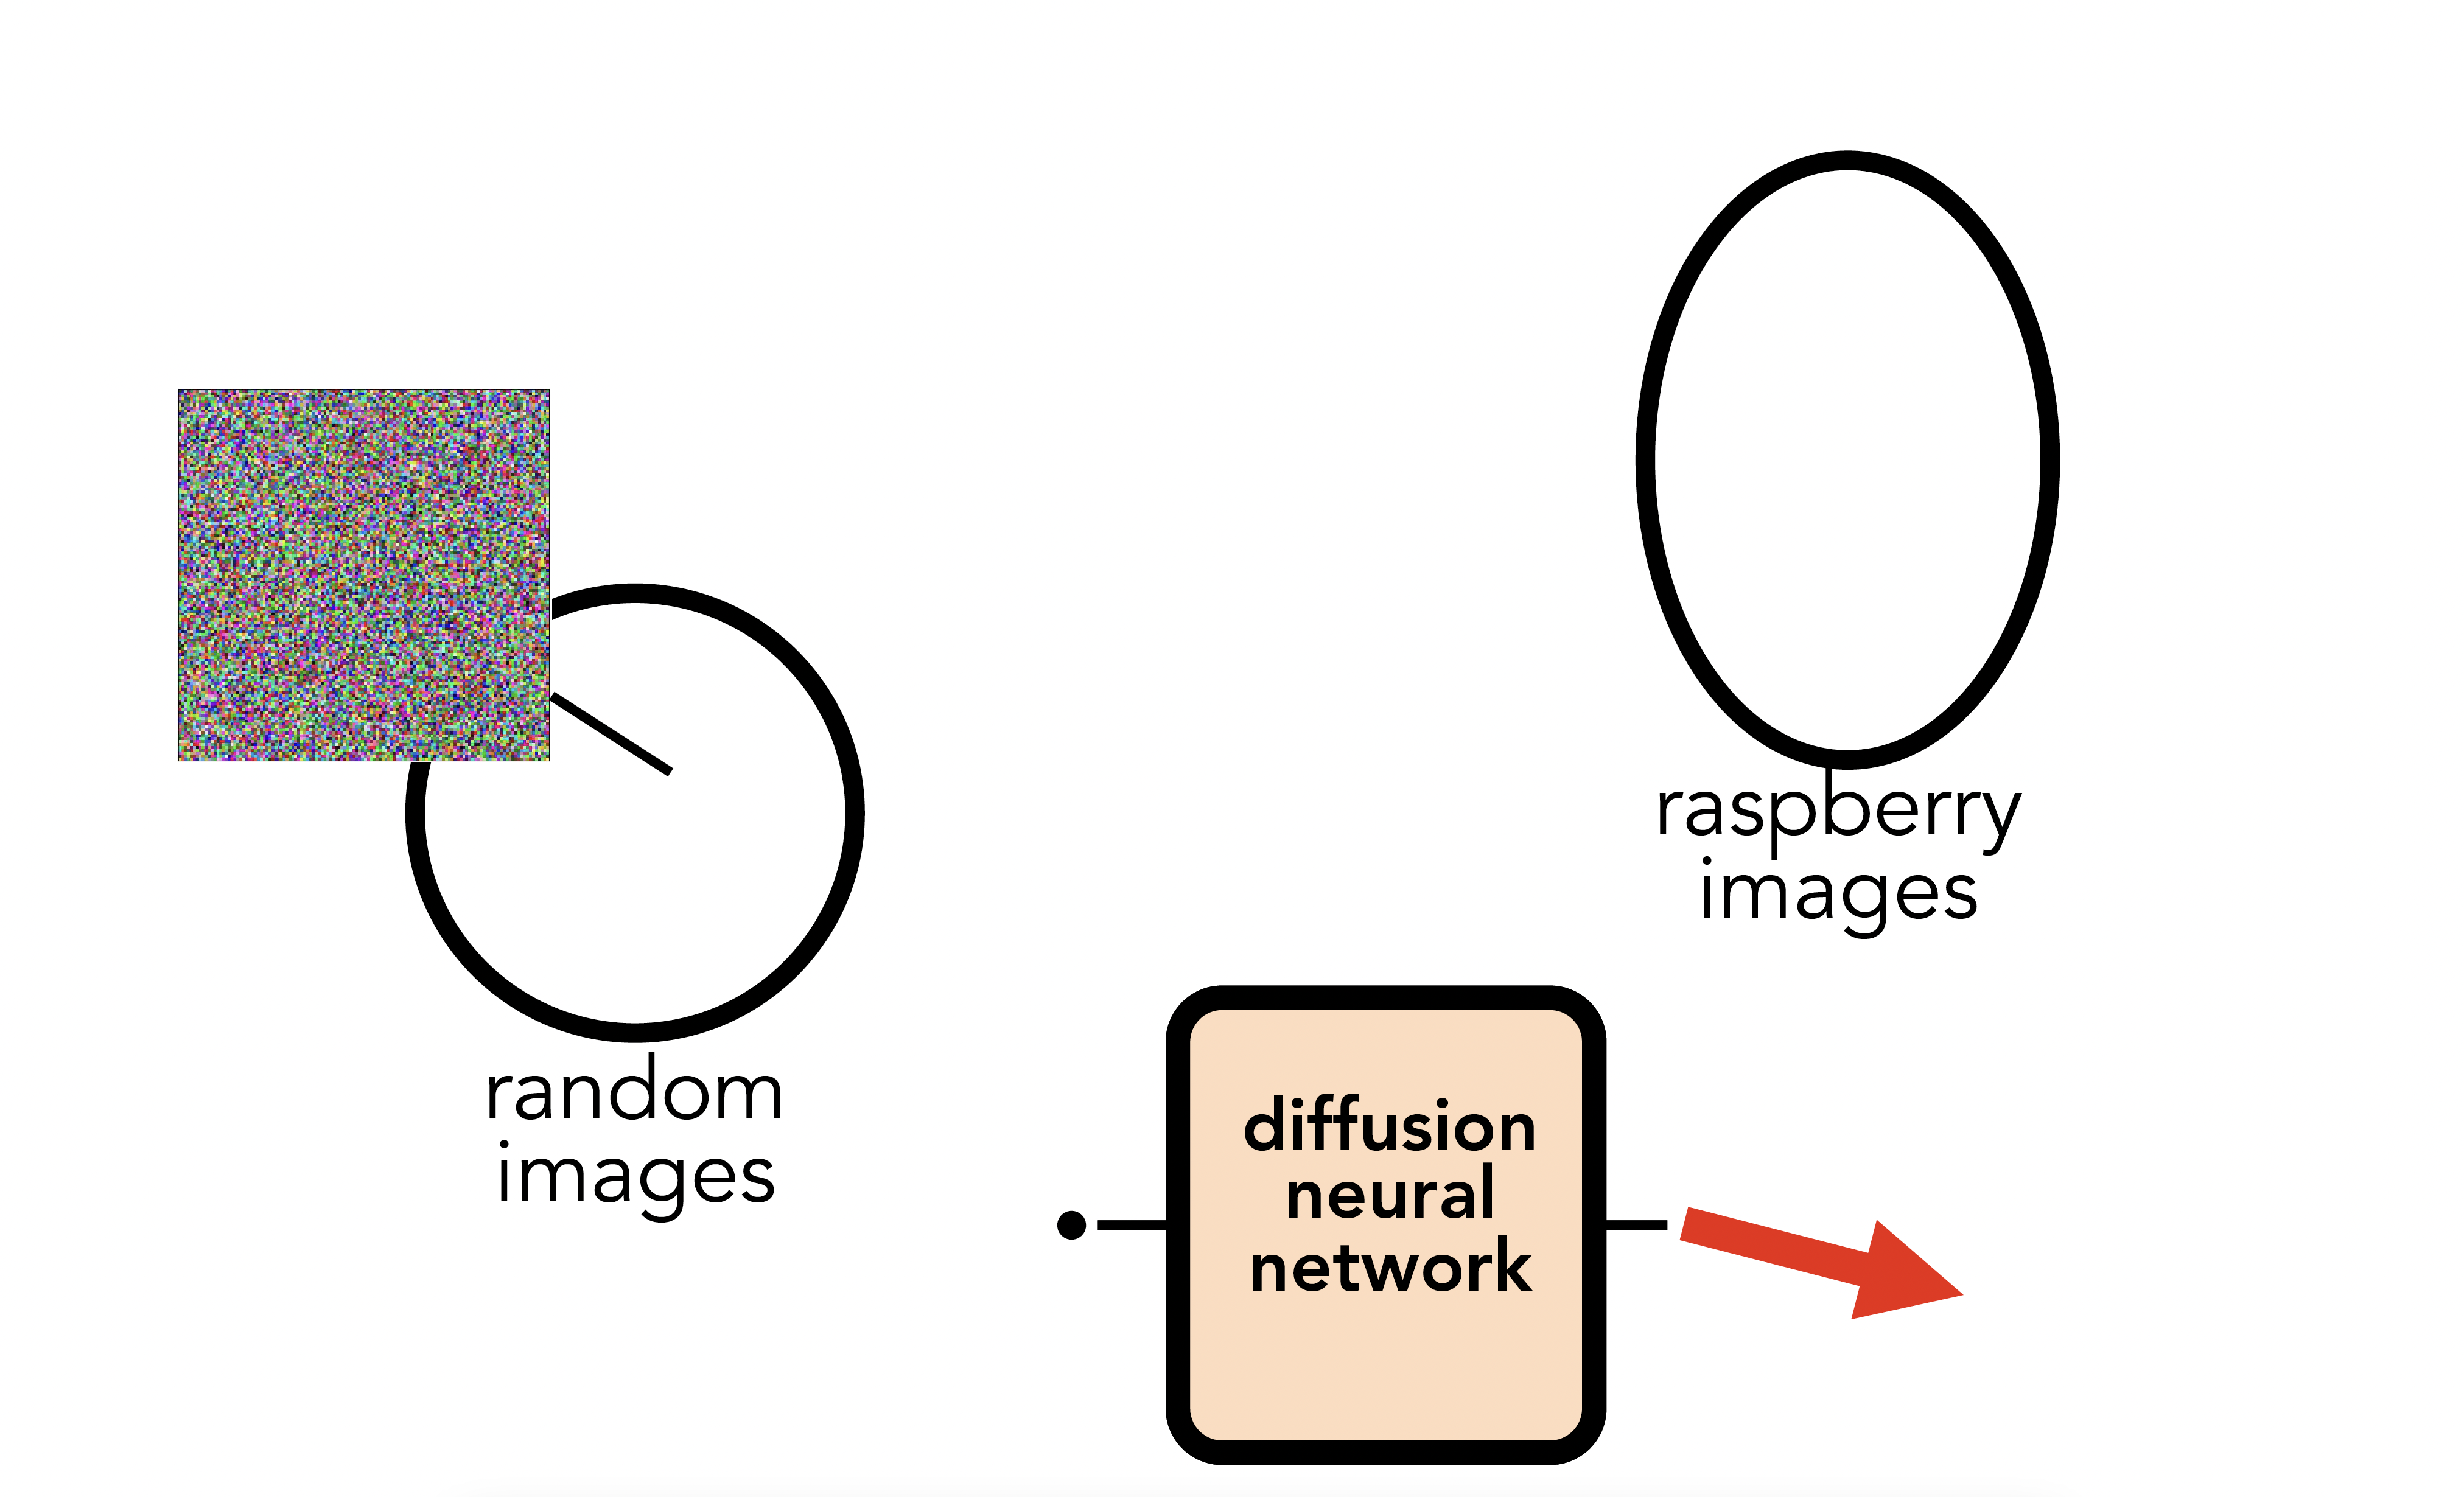 raspberry
images
random
images
diffusion
neural
network